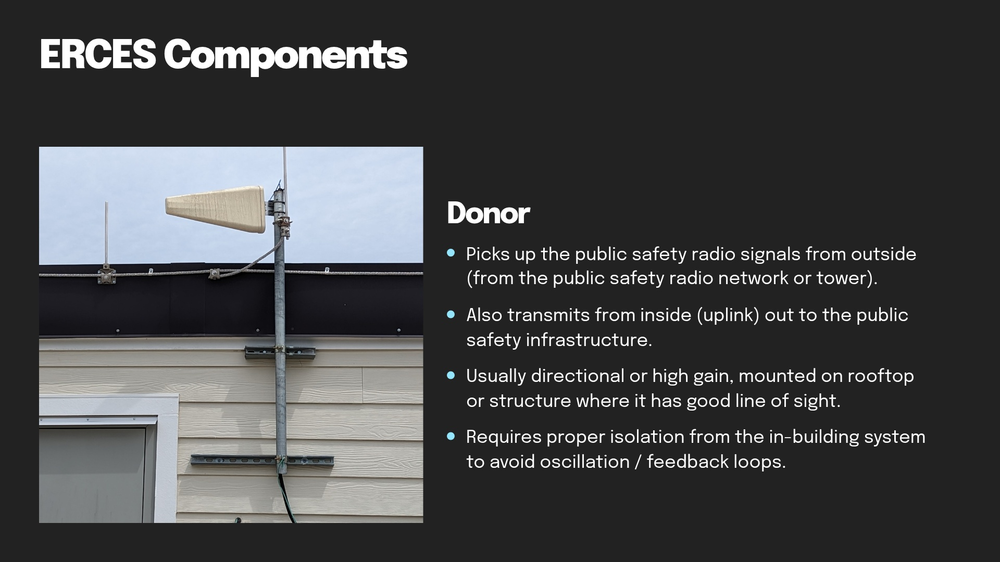 ERCES Components
Donor
Picks up the public safety radio signals from outside
(from the public safety radio network or tower).
Also transmits from inside (uplink) out to the public
safety infrastructure.
Usually directional or high gain, mounted on rooftop
or structure where it has good line of sight.
Requires proper isolation from the in-building system
to avoid oscillation / feedback loops.